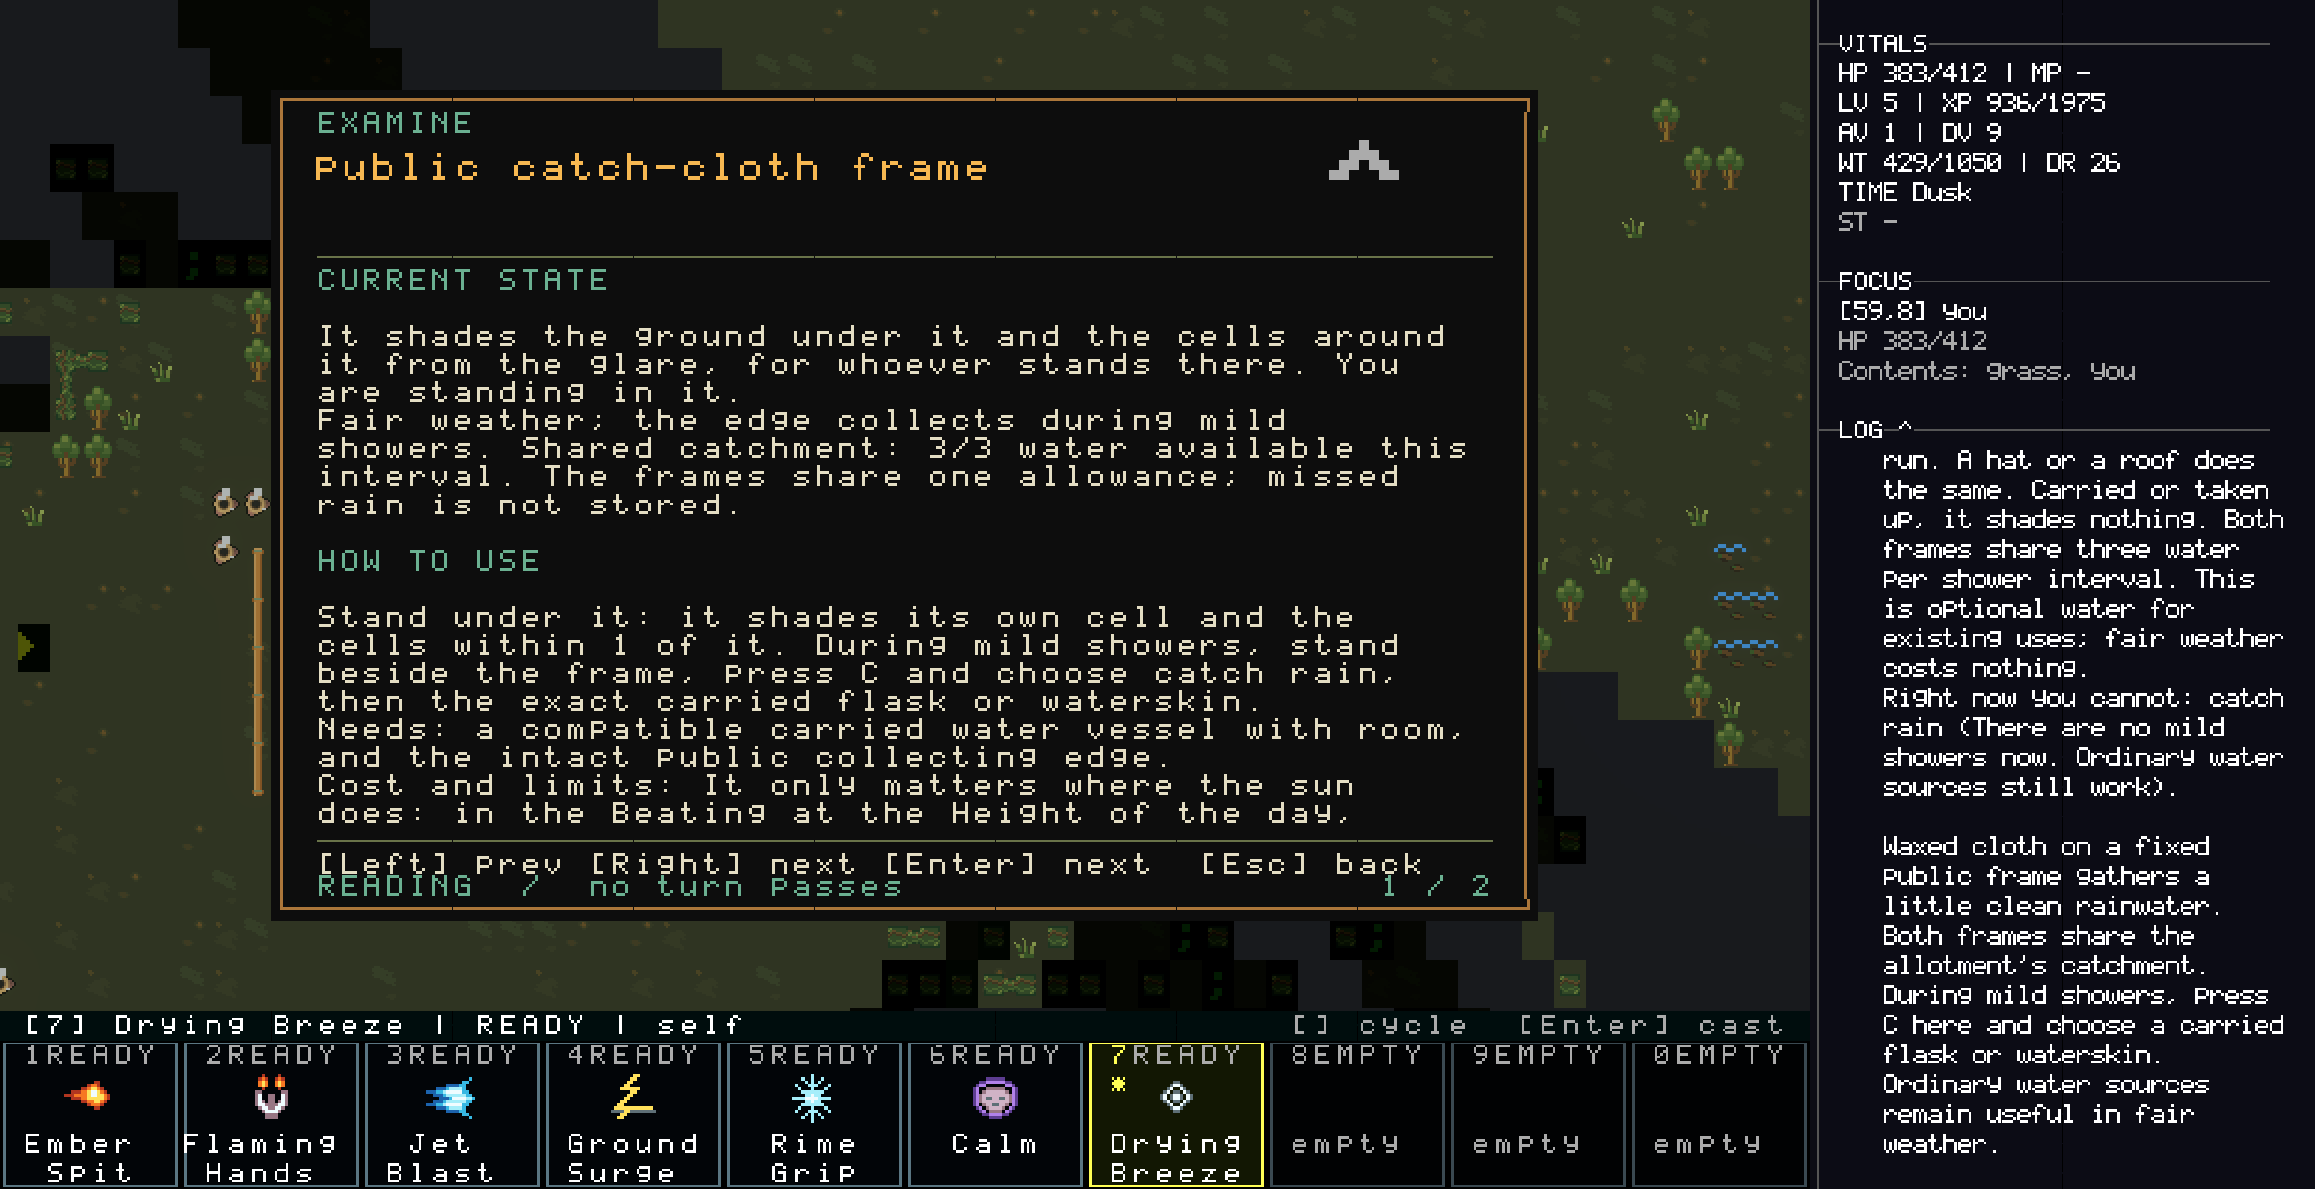 EXAMINE
Public catch-cloth frame
CURRENT STATE
It shades the ground under it and the cells around
it from the glare, for whoever stands there. You
are standing in it.
Fair weather; the edge collects during mild
showers. Shared catchment: 3/3 water available this
interval. The frames share one allowance; missed
rain is not stored.
HOW TO USE
Stand under it: it shades its own cell and the
cells within 1 of it. During mild showers, stand
beside the frame, Press C and choose catch rain,
then the exact carried flask or waterskin.
Needs: a compatible carried water vessel with room,
and the intact public collecting edge.
Cost and limits: It only matters where the sun
does: in the Beating at the Height of the day,
[Left] prev [Right] next [Enter] next [Esc] back
READING / no turn passes 1 / 2
VITALS
HP 383/412 | MP -
LV 5 | XP 936/1975
AV 1 | DV 9
WT 429/1050 | DR 26
TIME Dusk
ST -
FOCUS
[59,8] You
HP 383/412
Contents: grass, You
LOG ^
run. A hat or a roof does
the same. Carried or taken
up, it shades nothing. Both
frames share three water
per shower interval. This
is optional water for
existing uses; fair weather
costs nothing.
Right now you cannot: catch
rain (There are no mild
showers now. Ordinary water
sources still work).
Waxed cloth on a fixed
public frame gathers a
little clean rainwater.
Both frames share the
allotment's catchment.
During mild showers, Press
C here and choose a carried
flask or waterskin.
Ordinary water sources
remain useful in fair
weather.
[7] Drying Breeze | READY | self [] cycle [Enter] cast
1READY 2READY 3READY 4READY 5READY 6READY 7READY 8EMPTY 9EMPTY 0EMPTY
*
Ember Spit
Flaming Hands
Jet Blast
Ground Surge
Rime Grip
Calm
Drying Breeze
empty
empty
empty